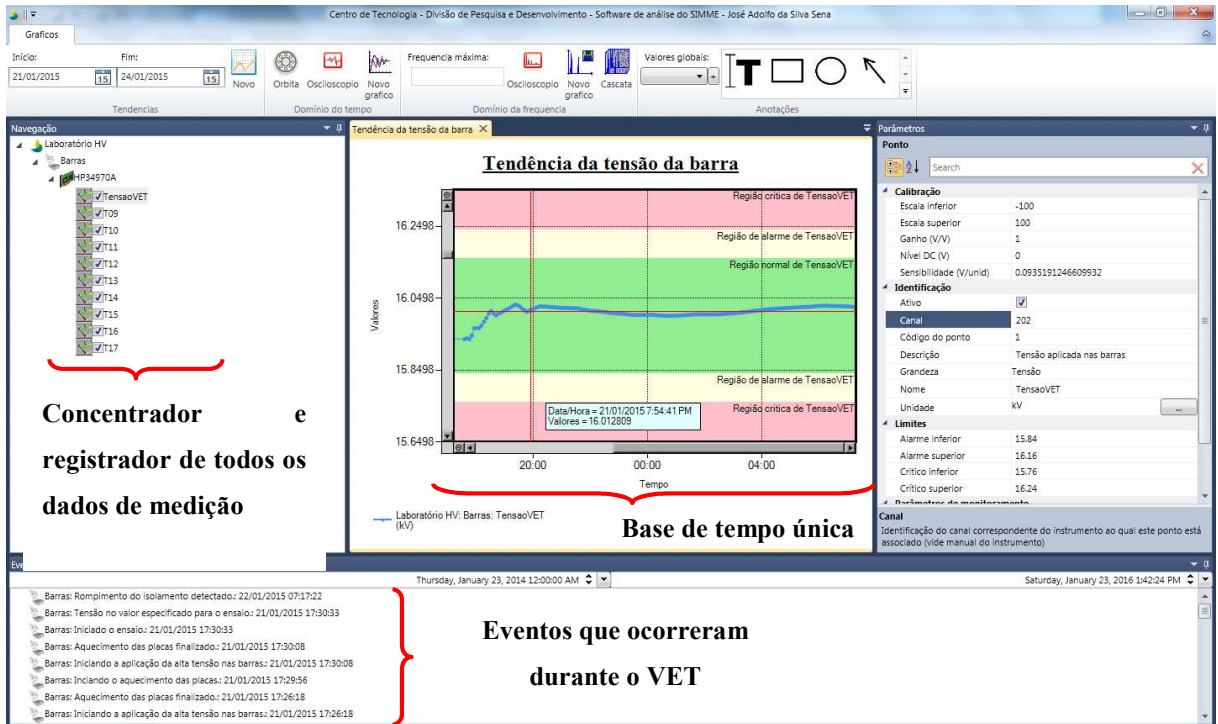 Centro de Tecnologia - Divisão de Pesquisa e Desenvolvimento - Software de análise do SIMME - José Adolfo da Silva Sena
Graficos
Início:
Fim:
21/01/2015
15
24/01/2015
15
Novo
Tendencias
Orbita
Osciloscopio
Novo
grafico
Domínio do tempo
Frequencia máxima:
Osciloscopio
Novo
grafico
Cascata
Domínio da frequencia
Valores globais:
T
Anotações
Navegação
Laboratório HV
Barras
HP34970A
TensaoVET
T09
T10
T11
T12
T13
T14
T15
T16
T17
Concentrador e
registrador de todos os
dados de medição
Tendência da tensão da barra
Tendência da tensão da barra
Região critica de TensaoVET
16.2498
Região de alarme de TensaoVET
Região normal de TensaoVET
16.0498
Valores
15.8498
Região de alarme de TensaoVET
Região critica de TensaoVET
Data/Hora = 21/01/2015 7:54:41 PM
Valores = 16.012809
15.6498
20:00
00:00
04:00
Tempo
Laboratório HV: Barras: TensaoVET
(kV)
Base de tempo única
Parâmetros
Ponto
Search
Calibração
Escala inferior -100
Escala superior 100
Ganho (V/V) 1
Nível DC (V) 0
Sensibilidade (V/unid) 0.0935191246609932
Identificação
Ativo
Canal 202
Código do ponto 1
Descrição Tensão aplicada nas barras
Grandeza Tensão
Nome TensaoVET
Unidade kV ...
Limites
Alarme inferior 15.84
Alarme superior 16.16
Critico inferior 15.76
Crítico superior 16.24
Parâmetros de monitoramento
Canal
Identificação do canal correspondente do instrumento ao qual este ponto está
associado (vide manual do instrumento)
Thursday, January 23, 2014 12:00:00 AM
Saturday, January 23, 2016 1:42:24 PM
Barras: Rompimento do isolamento detectado.: 22/01/2015 07:17:22
Barras: Tensão no valor especificado para o ensaio.: 21/01/2015 17:30:33
Barras: Iniciado o ensaio.: 21/01/2015 17:30:33
Barras: Aquecimento das placas finalizado.: 21/01/2015 17:30:08
Barras: Iniciando a aplicação da alta tensão nas barras.: 21/01/2015 17:30:08
Barras: Inciando o aquecimento das placas.: 21/01/2015 17:29:56
Barras: Aquecimento das placas finalizado.: 21/01/2015 17:26:18
Barras: Iniciando a aplicação da alta tensão nas barras.: 21/01/2015 17:26:18
Eventos que ocorreram
durante o VET